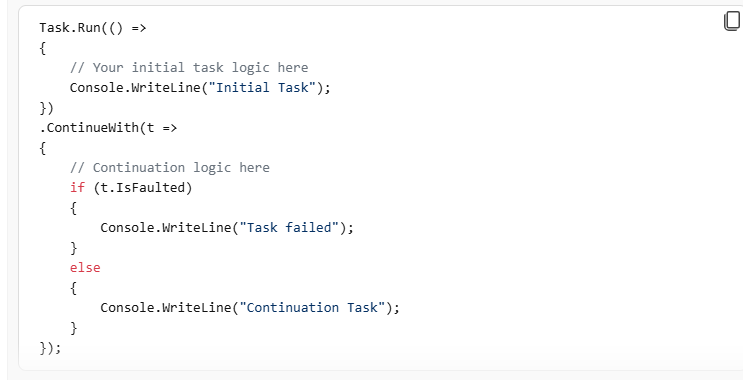 Task.Run(() =>
{
    // Your initial task logic here
    Console.WriteLine("Initial Task");
})
.ContinueWith(t =>
{
    // Continuation logic here
    if (t.IsFaulted)
    {
        Console.WriteLine("Task failed");
    }
    else
    {
        Console.WriteLine("Continuation Task");
    }
});